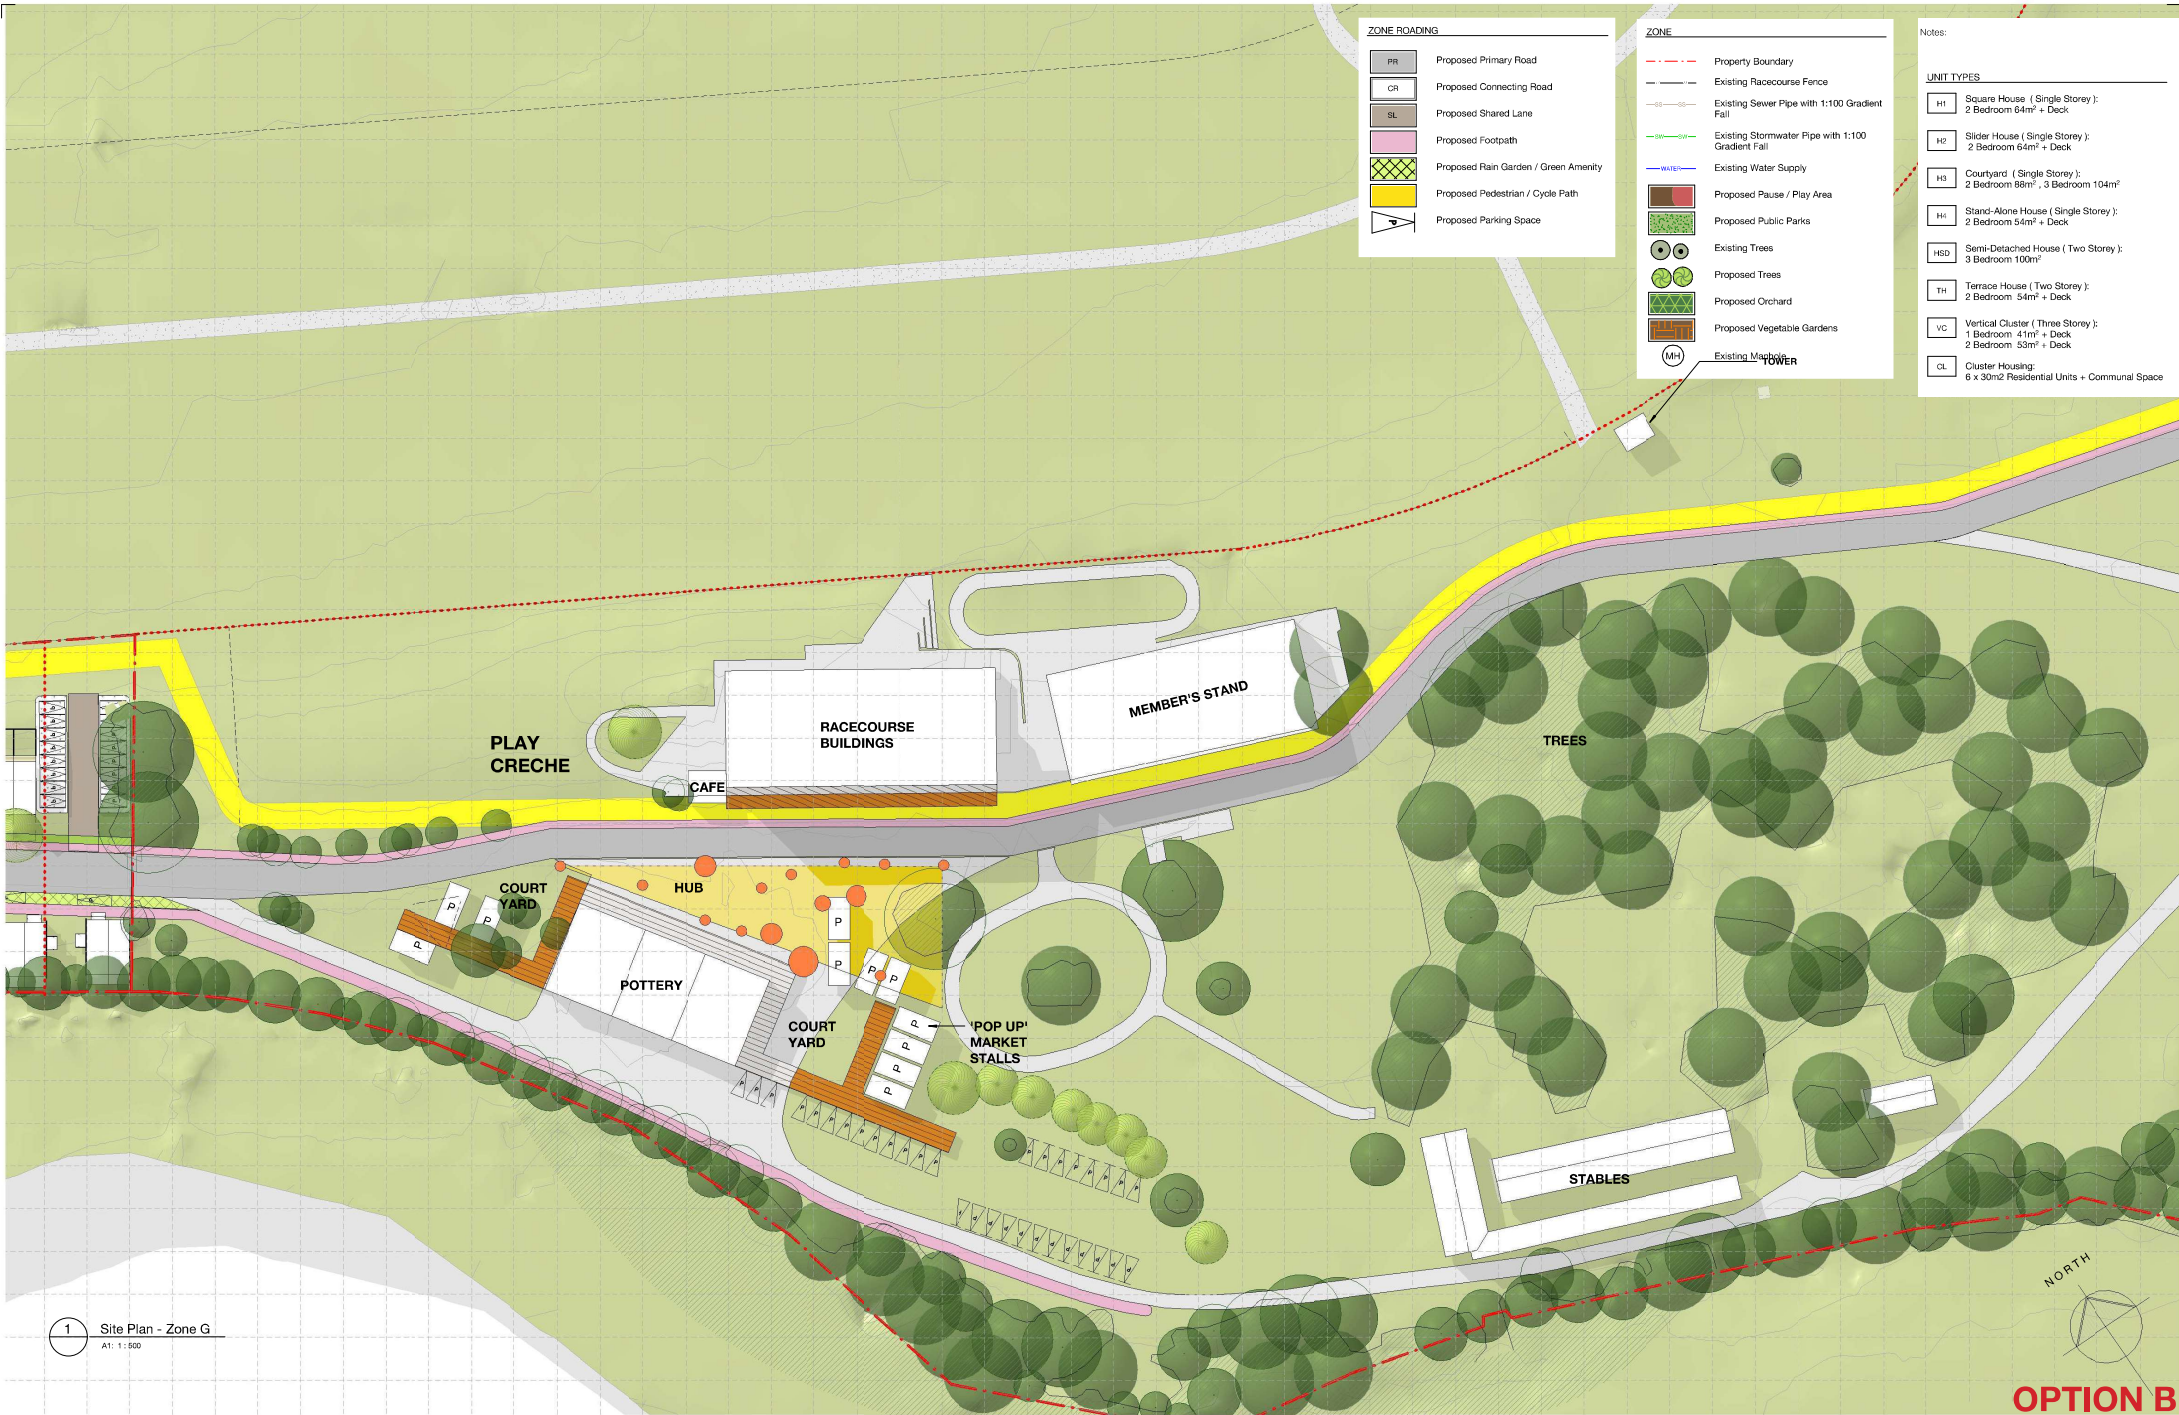 ZONE ROADING
PR
Proposed Primary Road
CR
Proposed Connecting Road
SL
Proposed Shared Lane
Proposed Footpath
Proposed Rain Garden / Green Amenity
Proposed Pedestrian / Cycle Path
P
Proposed Parking Space
ZONE
Property Boundary
Existing Racecourse Fence
SS SS
Existing Sewer Pipe with 1:100 Gradient
Fall
SW SW
Existing Stormwater Pipe with 1:100
Gradient Fall
WATER
Existing Water Supply
Proposed Pause / Play Area
Proposed Public Parks
Existing Trees
Proposed Trees
Proposed Orchard
Proposed Vegetable Gardens
MH
Existing Manhole
TOWER
Notes:
UNIT TYPES
H1
Square House ( Single Storey ):
2 Bedroom 64m² + Deck
H2
Slider House ( Single Storey ):
2 Bedroom 64m² + Deck
H3
Courtyard ( Single Storey ):
2 Bedroom 88m² , 3 Bedroom 104m²
H4
Stand-Alone House ( Single Storey ):
2 Bedroom 54m² + Deck
HSD
Semi-Detached House ( Two Storey ):
3 Bedroom 100m²
TH
Terrace House ( Two Storey ):
2 Bedroom 54m² + Deck
VC
Vertical Cluster ( Three Storey ):
1 Bedroom 41m² + Deck
2 Bedroom 53m² + Deck
CL
Cluster Housing:
6 x 30m2 Residential Units + Communal Space
MEMBER'S STAND
RACECOURSE
BUILDINGS
PLAY
CRECHE
CAFE
TREES
COURT
YARD
HUB
P
P
P
P
P
P
P
POTTERY
COURT
YARD
'POP UP'
MARKET
STALLS
P
P
P
P
STABLES
NORTH
1
Site Plan - Zone G
A1: 1 : 500
OPTION B